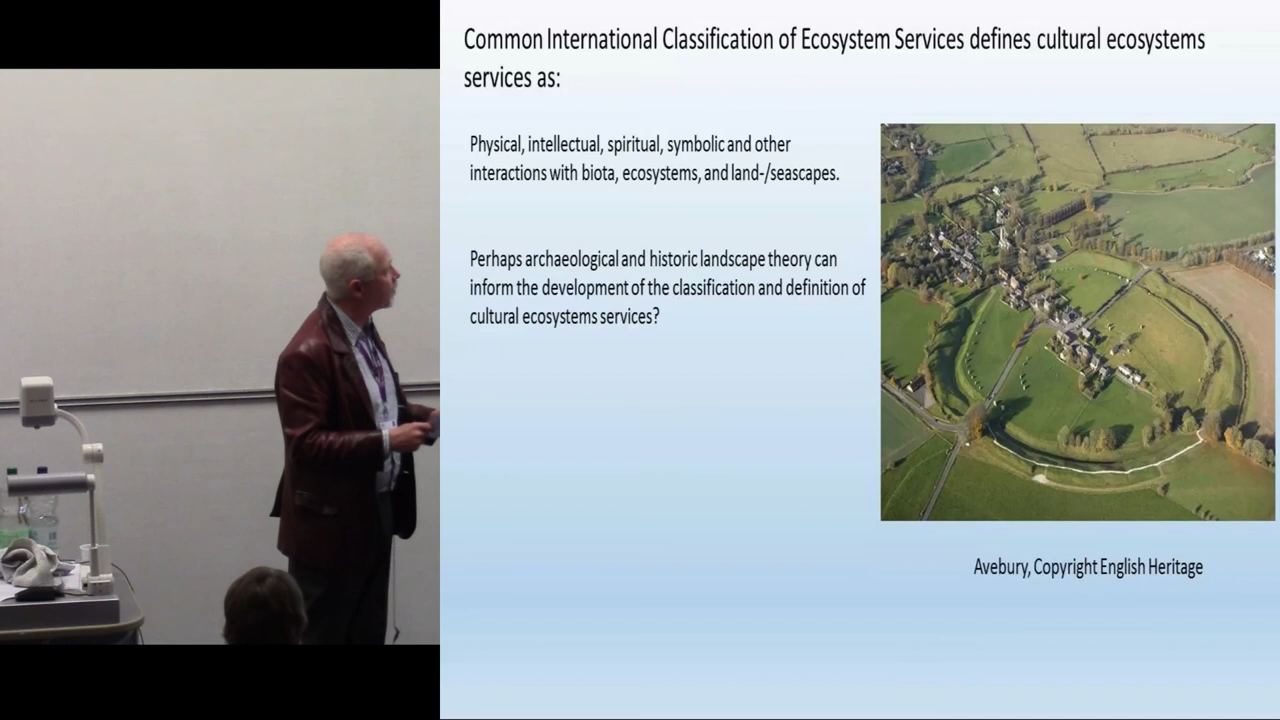 Common International Classification of Ecosystem Services defines cultural ecosystems
services as:
Physical, intellectual, spiritual, symbolic and other
interactions with biota, ecosystems, and land-/seascapes.
Perhaps archaeological and historic landscape theory can
inform the development of the classification and definition of
cultural ecosystems services?
Avebury, Copyright English Heritage